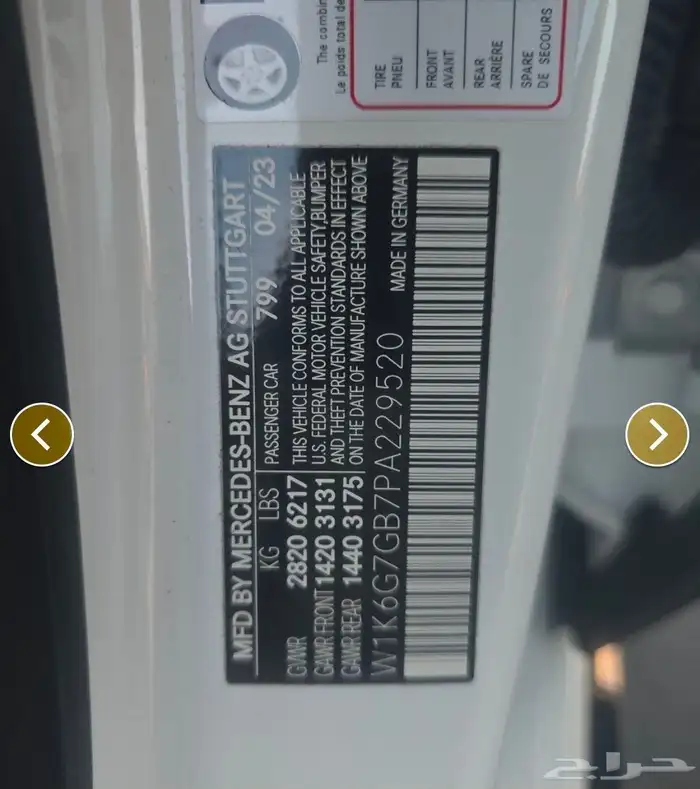 The combin
Le poids total de
TIRE
PNEU
FRONT
AVANT
REAR
ARRIÈRE
SPARE
DE SECOURS
MFD BY MERCEDES-BENZ AG STUTTGART
KG LBS PASSENGER CAR 799 04/23
GVWR 2820 6217
GAWR FRONT 1420 3131
GAWR REAR 1440 3175
THIS VEHICLE CONFORMS TO ALL APPLICABLE
U.S. FEDERAL MOTOR VEHICLE SAFETY,BUMPER
AND THEFT PREVENTION STANDARDS IN EFFECT
ON THE DATE OF MANUFACTURE SHOWN ABOVE
W1K6G7GB7PA229520 MADE IN GERMANY
حراج